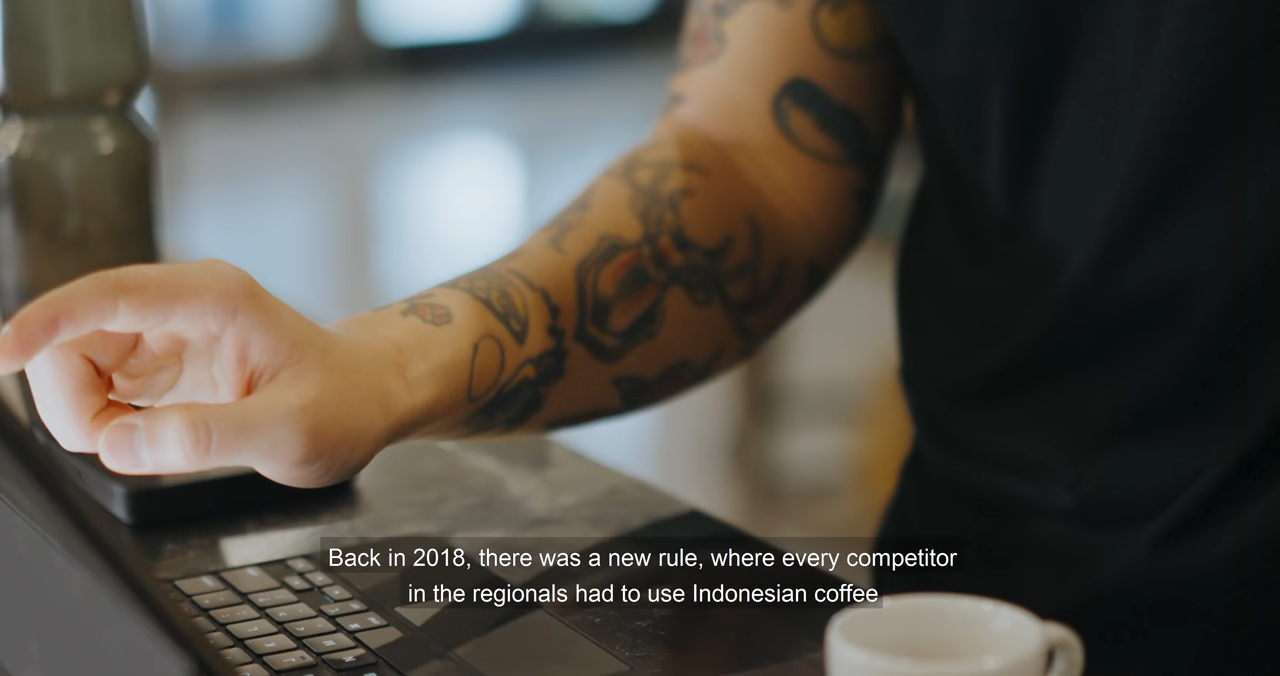 Back in 2018, there was a new rule, where every competitor
in the regionals had to use Indonesian coffee